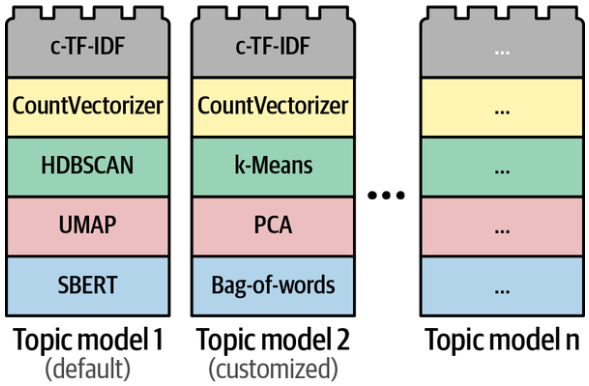 c-TF-IDF
CountVectorizer
HDBSCAN
UMAP
SBERT
Topic model 1
(default)
c-TF-IDF
CountVectorizer
k-Means
PCA
Bag-of-words
Topic model 2
(customized)
...
...
...
...
...
...
Topic model n